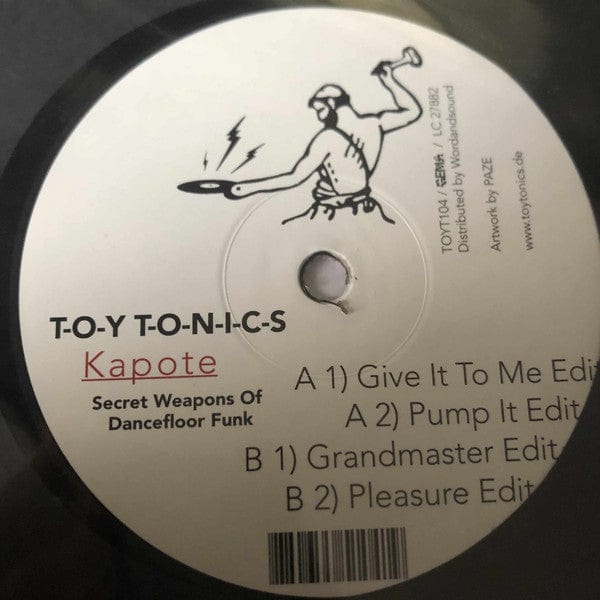 TOYT104 / GEMA / LC 27882
Distributed by Wordandsound
Artwork by PAZE
www.toytonics.de
T-O-Y T-O-N-I-C-S
Kapote
Secret Weapons Of
Dancefloor Funk
A 1) Give It To Me Edi
A 2) Pump It Edit
B 1) Grandmaster Edit
B 2) Pleasure Edit